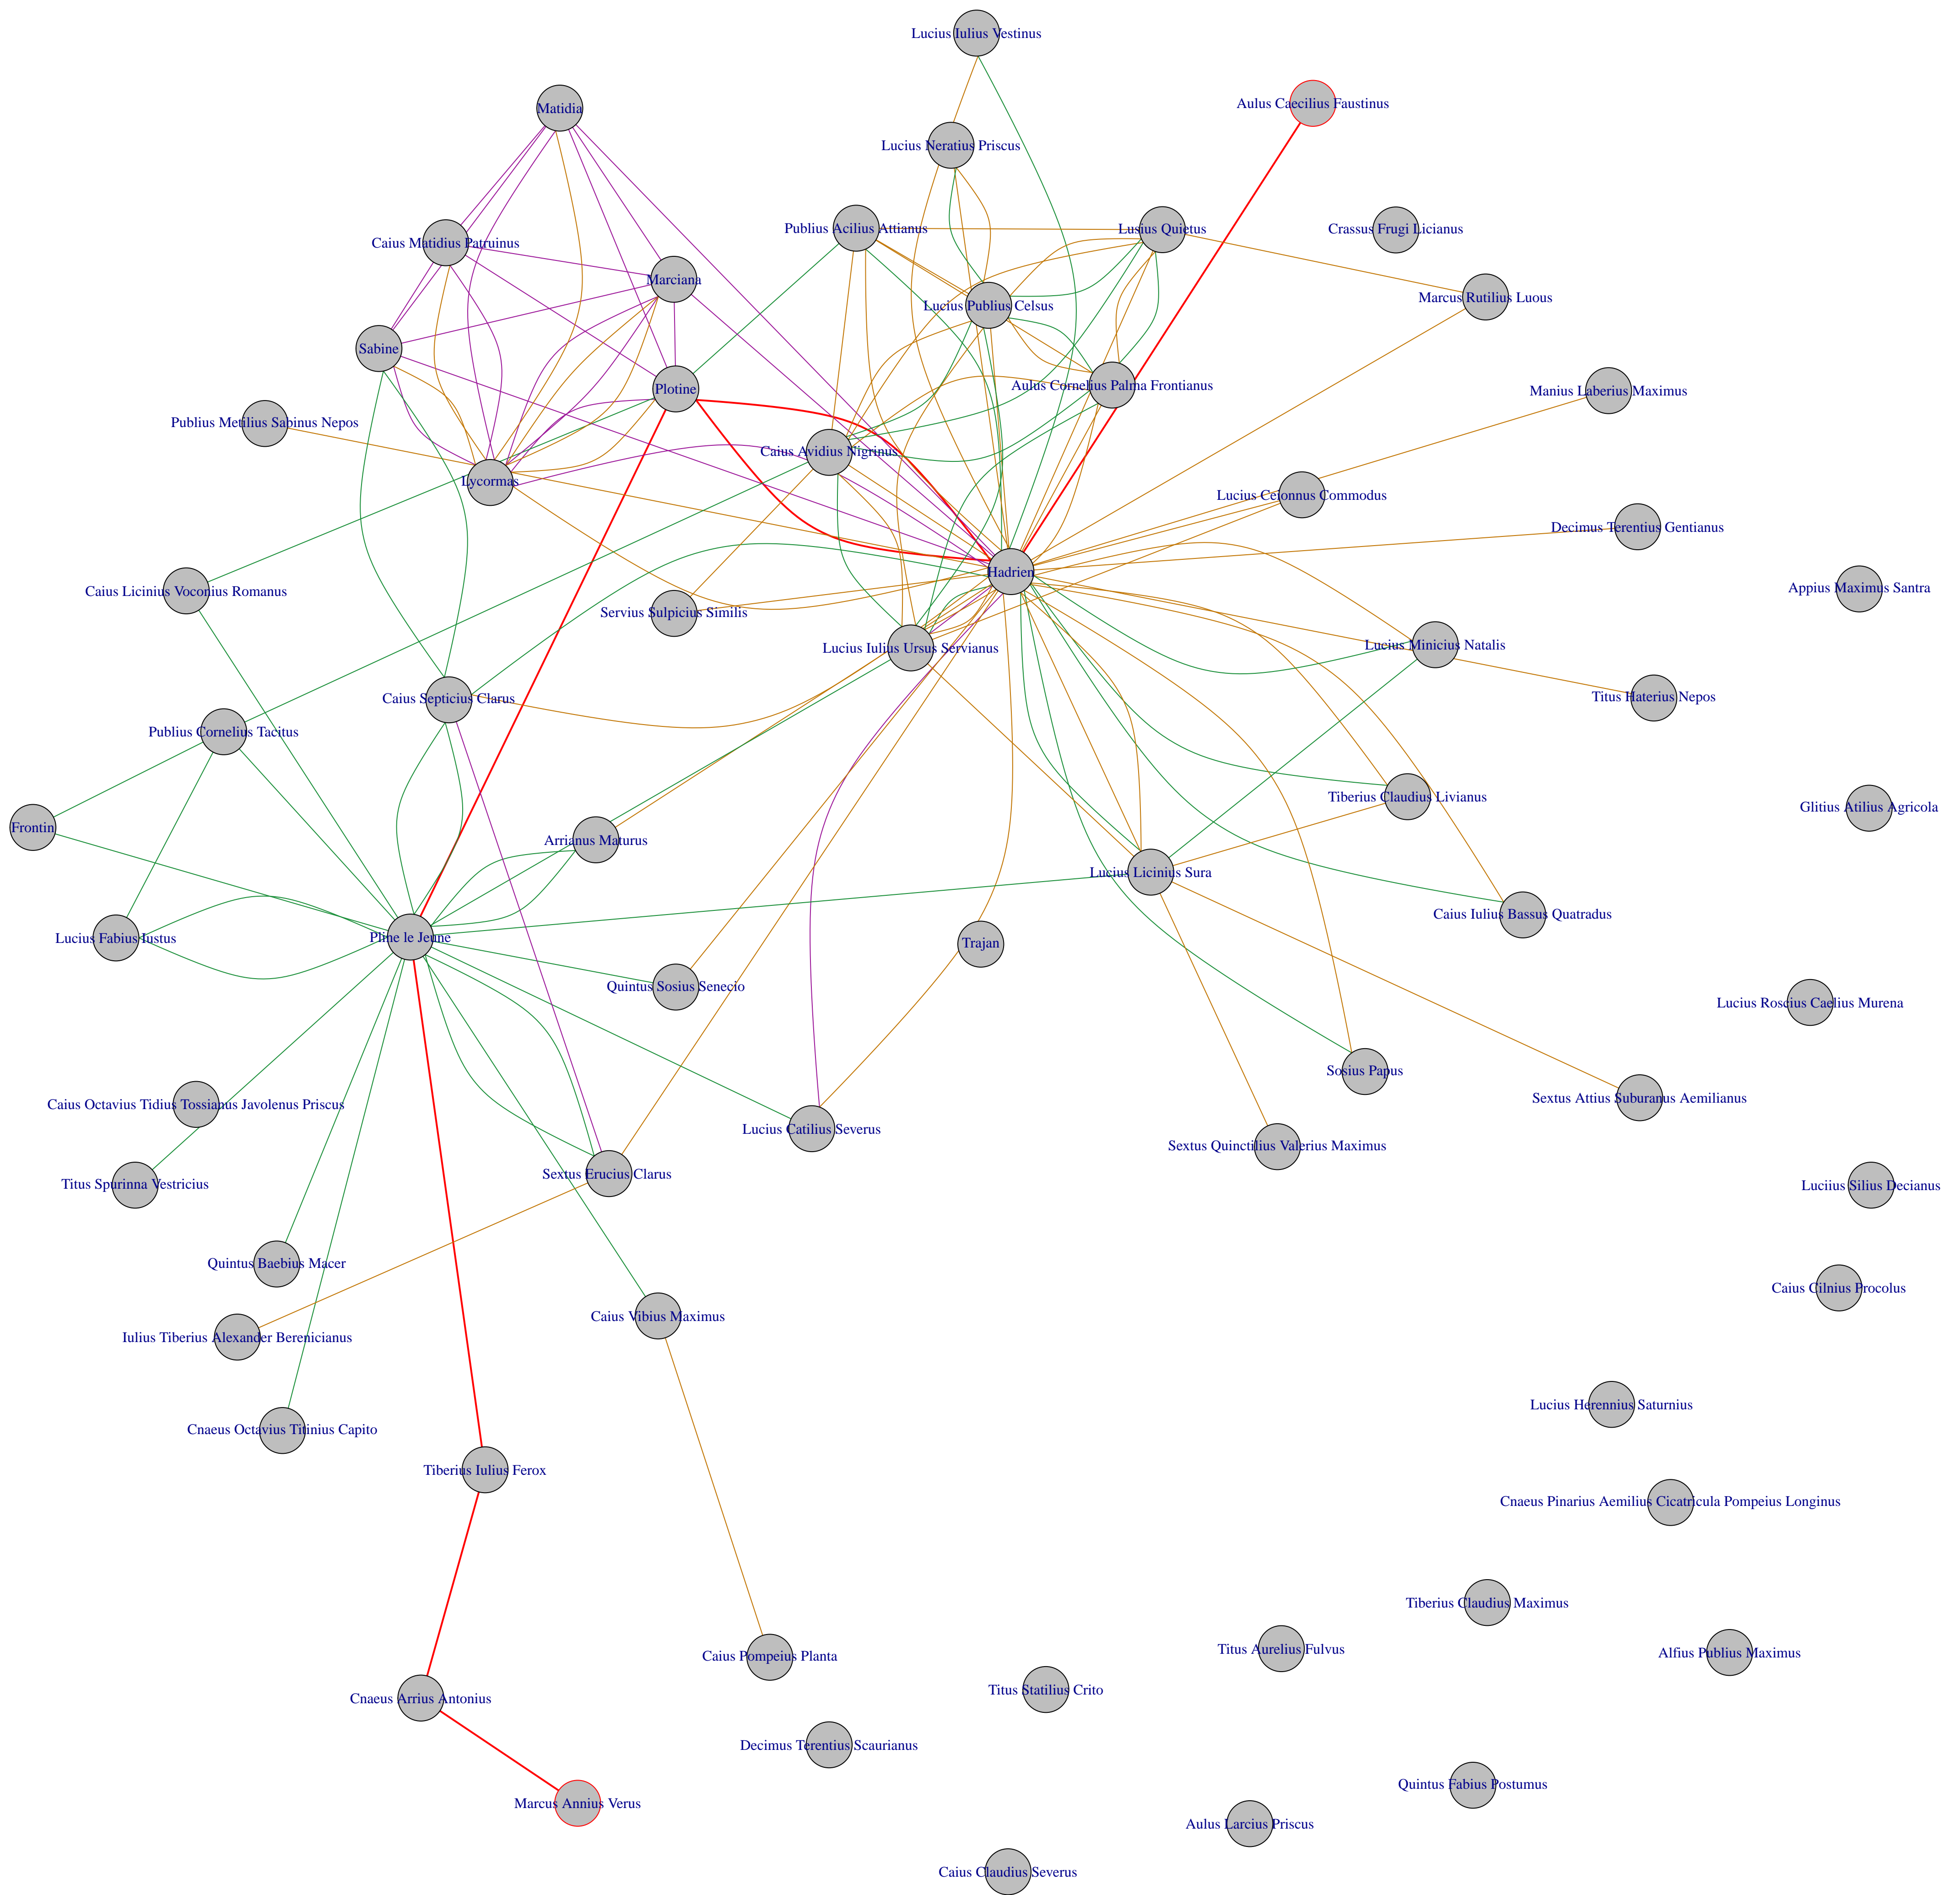 Lucius Iulius Vestinus
Aulus Caecilius Faustinus
Matidia
Lucius Neratius Priscus
Publius Acilius Attianus
Lusius Quietus
Crassus Frugi Licianus
Caius Matidius Patruinus
Marciana
Marcus Rutilius Luous
Lucius Publius Celsus
Sabine
Plotine
Aulus Cornelius Palma Frontianus
Manius Laberius Maximus
Publius Metilius Sabinus Nepos
Caius Avidius Nigrinus
Lycormas
Lucius Ceionnus Commodus
Decimus Terentius Gentianus
Hadrien
Caius Licinius Voconius Romanus
Appius Maximus Santra
Servius Sulpicius Similis
Lucius Iulius Ursus Servianus
Lucius Minicius Natalis
Caius Septicius Clarus
Titus Haterius Nepos
Publius Cornelius Tacitus
Tiberius Claudius Livianus
Glitius Atilius Agricola
Frontin
Arrianus Maturus
Lucius Licinius Sura
Caius Iulius Bassus Quatradus
Lucius Fabius Iustus
Pline le Jeune
Trajan
Quintus Sosius Senecio
Lucius Roscius Caelius Murena
Sosius Papus
Sextus Attius Suburanus Aemilianus
Caius Octavius Tidius Tossianus Javolenus Priscus
Lucius Catilius Severus
Sextus Quinctilius Valerius Maximus
Sextus Erucius Clarus
Titus Spurinna Vestricius
Luciius Silius Decianus
Quintus Baebius Macer
Caius Cilnius Procolus
Caius Vibius Maximus
Iulius Tiberius Alexander Berenicianus
Lucius Herennius Saturnius
Cnaeus Octavius Titinius Capito
Tiberius Iulius Ferox
Cnaeus Pinarius Aemilius Cicatricula Pompeius Longinus
Tiberius Claudius Maximus
Titus Aurelius Fulvus
Alfius Publius Maximus
Caius Pompeius Planta
Titus Statilius Crito
Cnaeus Arrius Antonius
Decimus Terentius Scaurianus
Quintus Fabius Postumus
Marcus Annius Verus
Aulus Larcius Priscus
Caius Claudius Severus